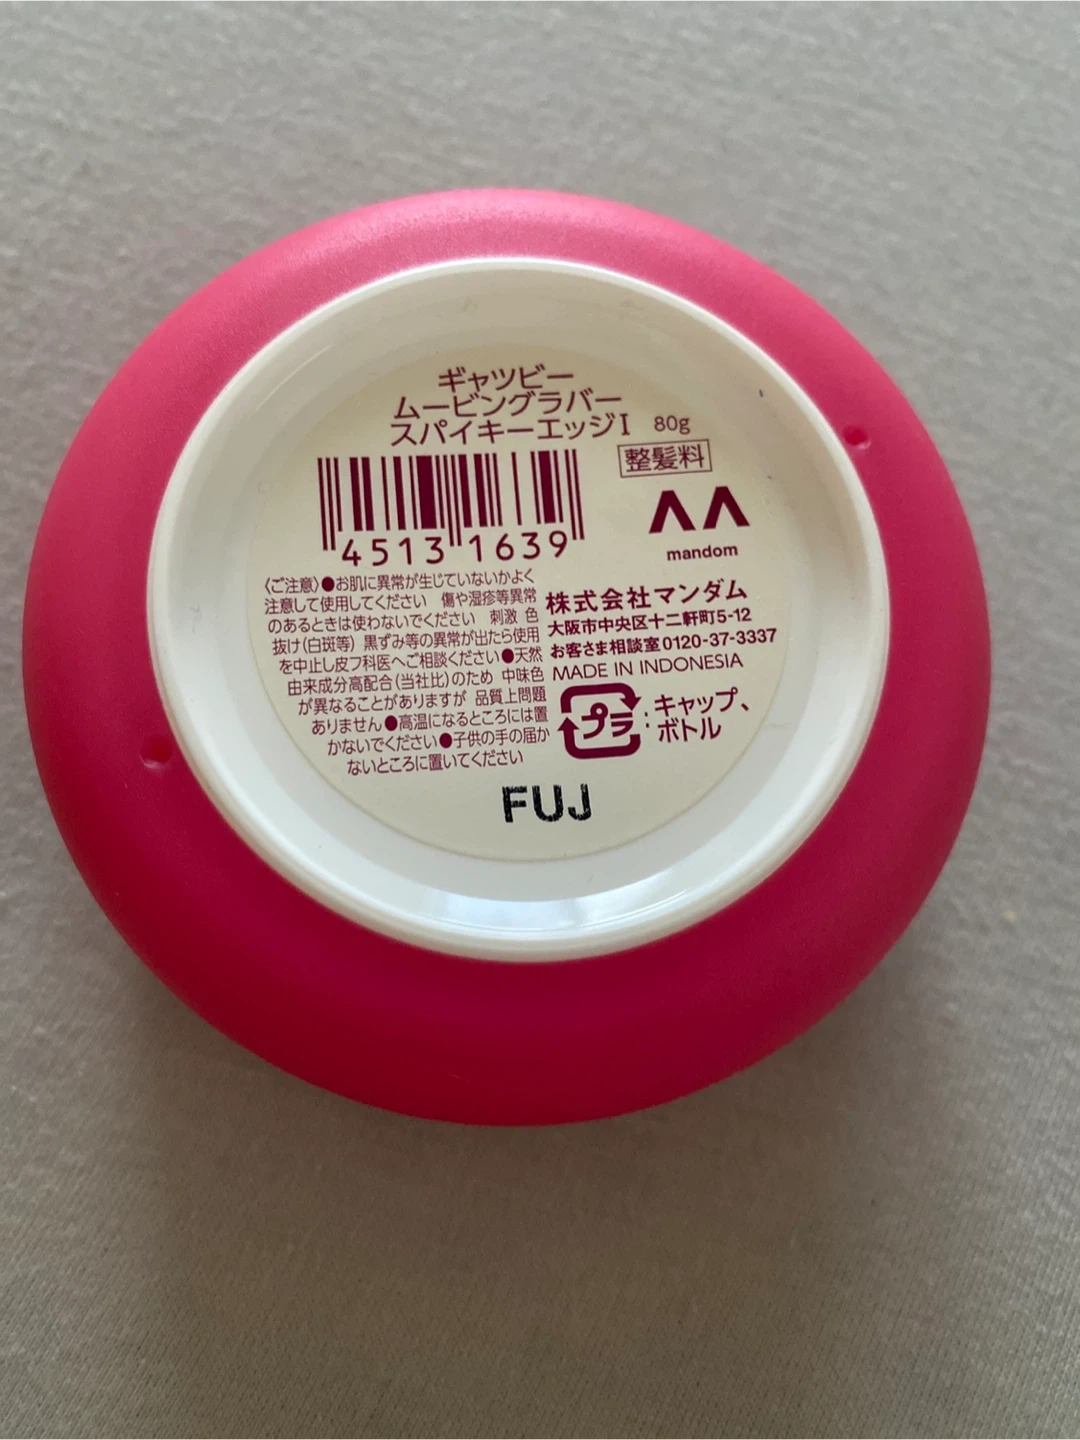 ギャツビー
ムービングラバー
スパイキーエッジI 80g
整髪料
4513 1639
mandom
〈ご注意〉●お肌に異常が生じていないかよく
注意して使用してください 傷や湿疹等異常
のあるときは使わないでください 刺激 色
抜け(白斑等) 黒ずみ等の異常が出たら使用
を中止し皮フ科医へご相談ください●天然
由来成分高配合(当社比)のため 中味色
が異なることがありますが 品質上問題
ありません●高温になるところには置
かないでください●子供の手の届か
ないところに置いてください
株式会社マンダム
大阪市中央区十二軒町5-12
お客さま相談室0120-37-3337
MADE IN INDONESIA
プラ:キャップ、
ボトル
FUJ